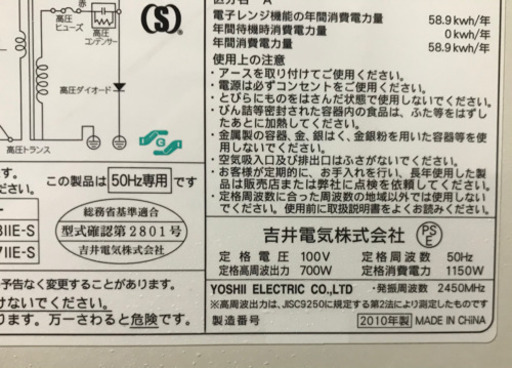 区分名 A
電子レンジ機能の年間消費電力量 58.9kwh/年
年間待機時消費電力量 0kwh/年
年間消費電力量 58.9kwh/年
使用上の注意
・アースを取り付けてご使用ください。
・電源は必ずコンセントをご使用ください。
・とびらにものをはさんだ状態で使用しないでください。
・びん詰等密封された容器内の食品は、ふた等をはずし
たあとに加熱してください。
・金属製の容器、金、銀はく、金銀粉を用いた容器等を使
用しないでください。
・空気吸入口及び排出口はふさがないでください。
・お客様が定期的に、お手入れを行い、長年使用した製
品は販売店または弊社に点検を依頼してください。
・定格周波数に合った周波数の地域以外では使用しない
でください。使用前に取扱説明書をよくお読みください。
吉井電気株式会社 PSE
定格電圧 100V 定格周波数 50Hz
定格高周波出力 700W 定格消費電力 1150W
YOSHII ELECTRIC CO.,LTD ・発振周波数 2450MHz
※高周波出力は、JISC9250に規定する第2法により測定したものです
製造番号 2010年製 MADE IN CHINA
赤
高圧
ヒューズ
高圧
コンデンサー
(S)
高圧ダイオード
高圧トランス
この製品は 50Hz専用 です
総務省基準適合
型式確認第2801号
吉井電気株式会社
IIE-S
7IIE-S
予告なく変更することがあります。
けないでください。
ります。万一さわると危険です。